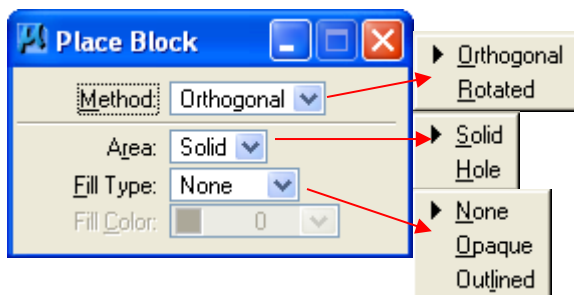 Place Block
Method: Orthogonal
Area: Solid
Fill Type: None
Fill Color: 0
Orthogonal
Rotated
Solid
Hole
None
Opaque
Outlined